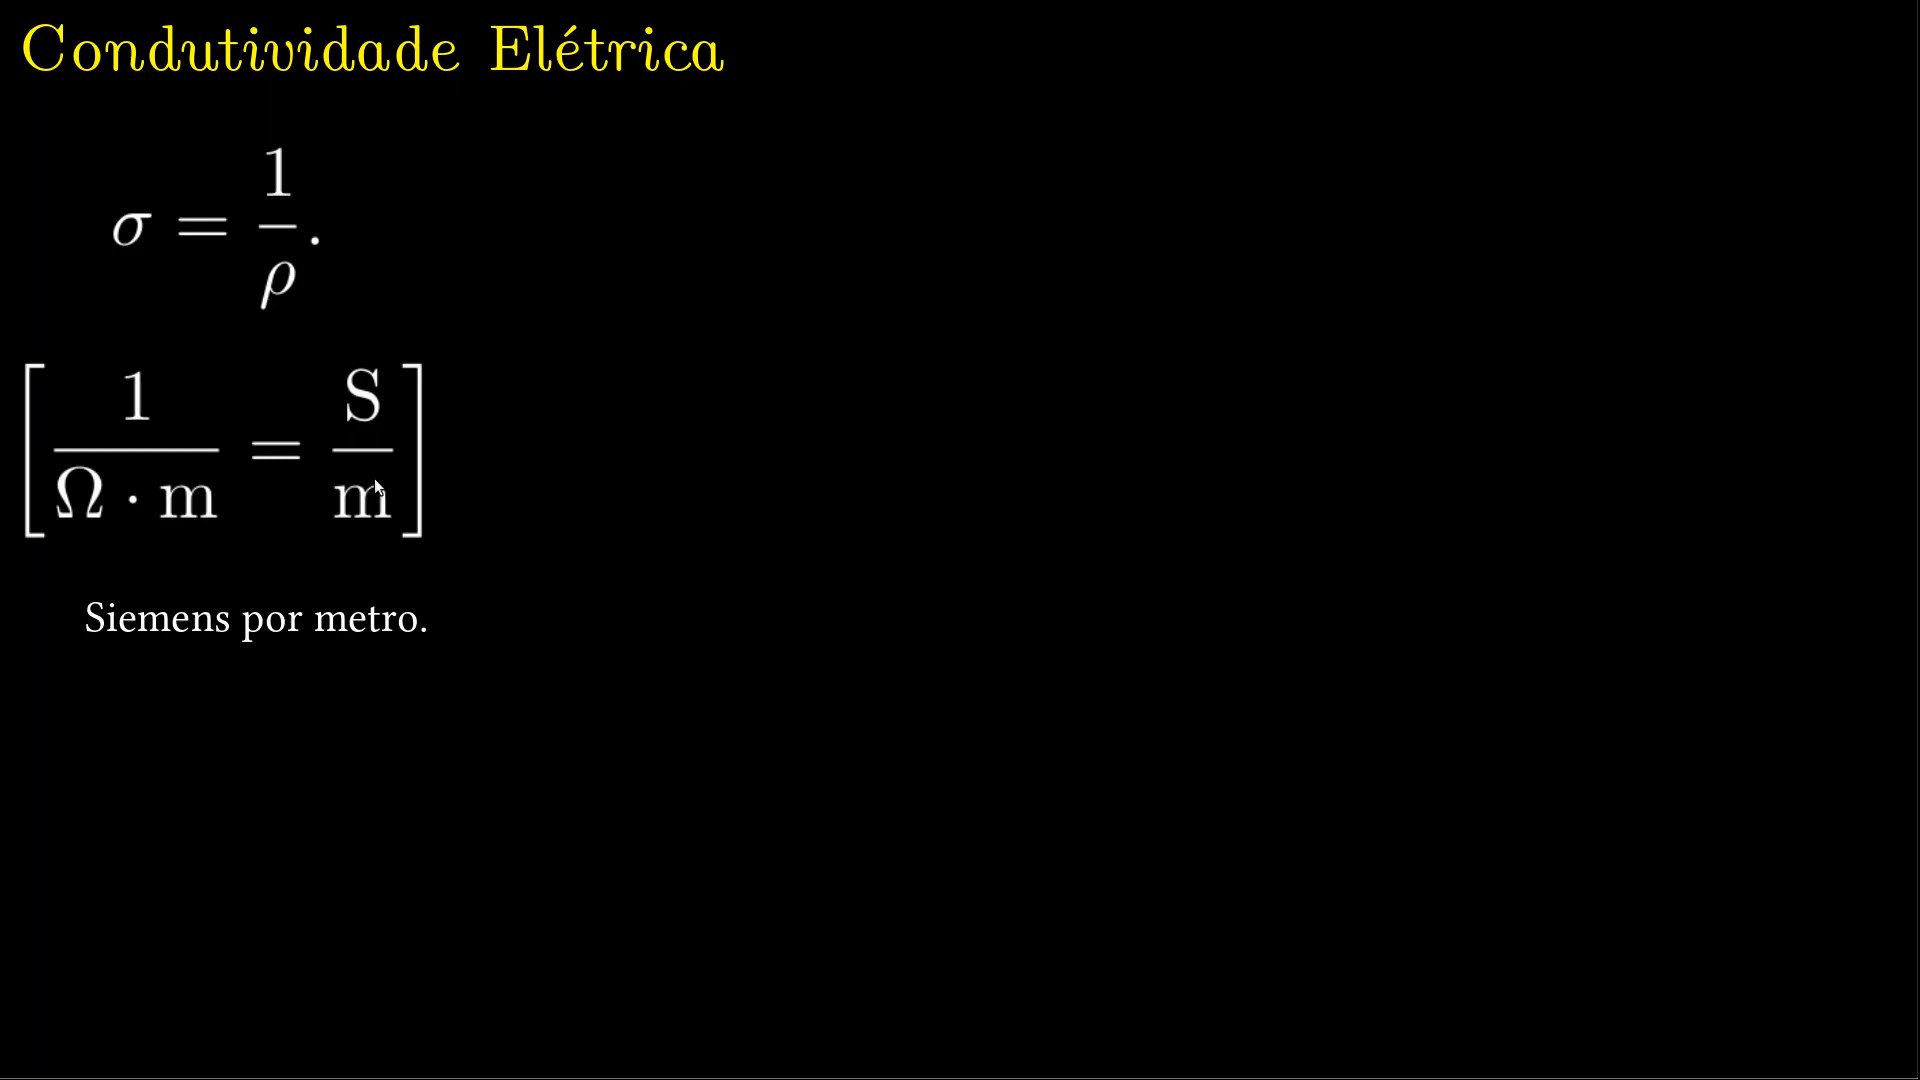 Condutividade Elétrica
σ = 1/ρ.
[1/(Ω · m) = S/m]
Siemens por metro.